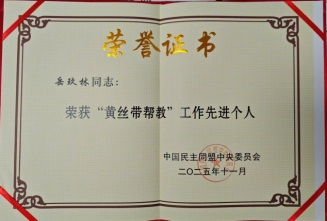 荣誉证书
岳玖林同志：
荣获“黄丝带帮教”工作先进个人
中国民主同盟中央委员会
二〇二五年十一月